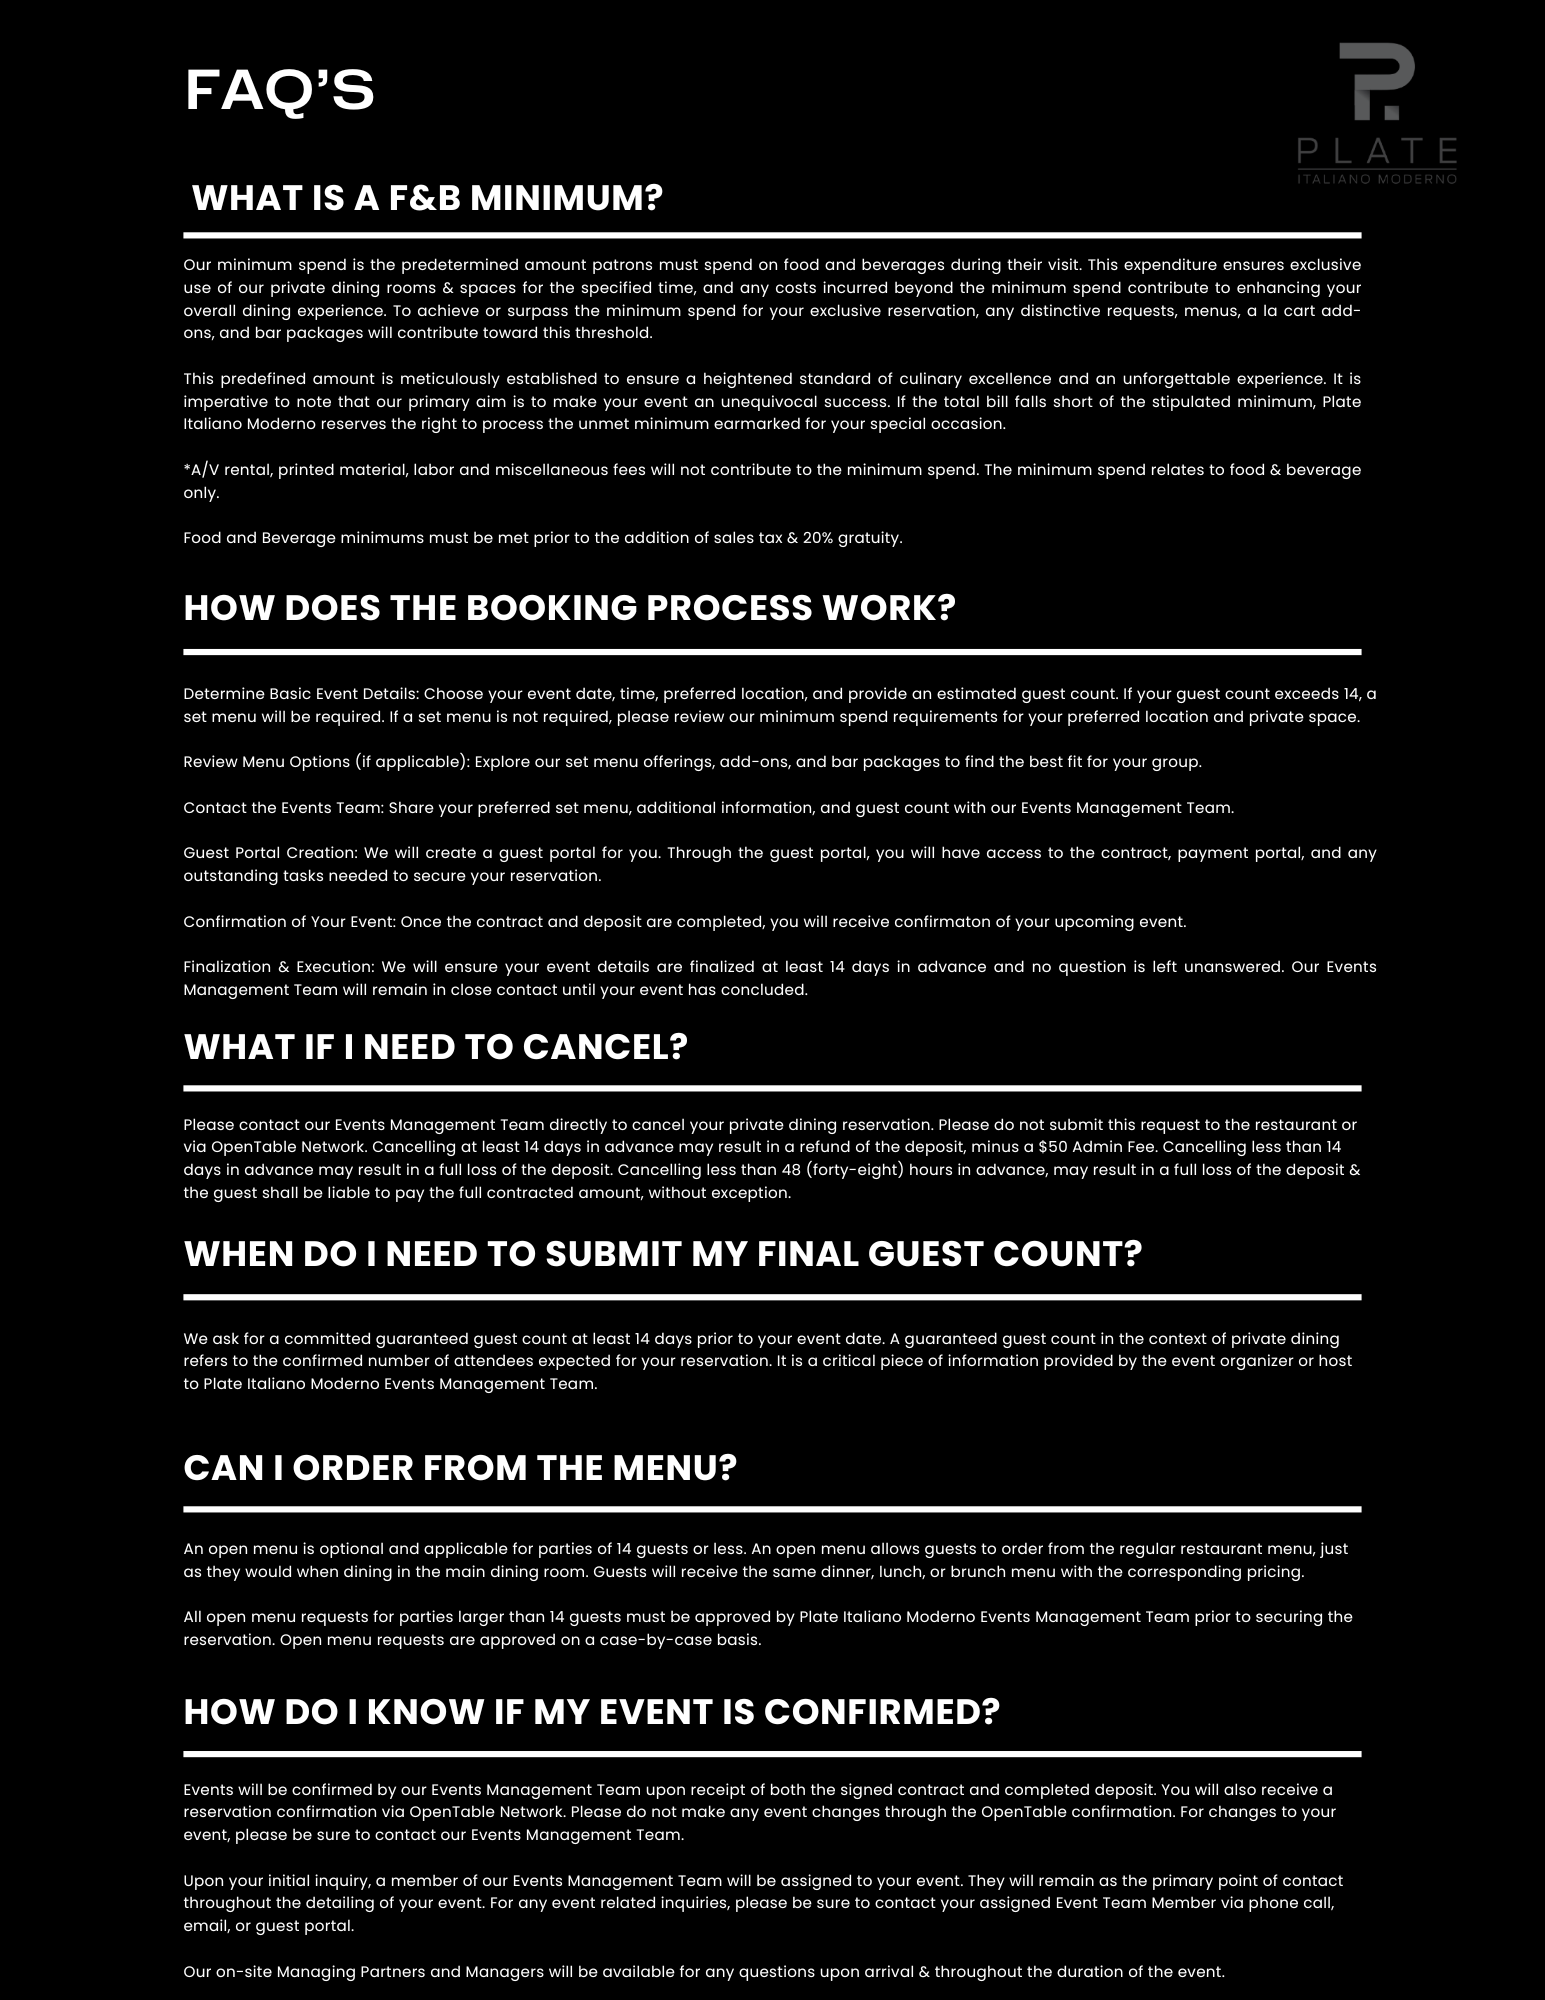 FAQ'S
PLATE
ITALIANO MODERNO
WHAT IS A F&B MINIMUM?
Our minimum spend is the predetermined amount patrons must spend on food and beverages during their visit. This expenditure ensures exclusive
use of our private dining rooms & spaces for the specified time, and any costs incurred beyond the minimum spend contribute to enhancing your
overall dining experience. To achieve or surpass the minimum spend for your exclusive reservation, any distinctive requests, menus, a la cart add-
ons, and bar packages will contribute toward this threshold.
This predefined amount is meticulously established to ensure a heightened standard of culinary excellence and an unforgettable experience. It is
imperative to note that our primary aim is to make your event an unequivocal success. If the total bill falls short of the stipulated minimum, Plate
Italiano Moderno reserves the right to process the unmet minimum earmarked for your special occasion.
*A/V rental, printed material, labor and miscellaneous fees will not contribute to the minimum spend. The minimum spend relates to food & beverage
only.
Food and Beverage minimums must be met prior to the addition of sales tax & 20% gratuity.
HOW DOES THE BOOKING PROCESS WORK?
Determine Basic Event Details: Choose your event date, time, preferred location, and provide an estimated guest count. If your guest count exceeds 14, a
set menu will be required. If a set menu is not required, please review our minimum spend requirements for your preferred location and private space.
Review Menu Options (if applicable): Explore our set menu offerings, add-ons, and bar packages to find the best fit for your group.
Contact the Events Team: Share your preferred set menu, additional information, and guest count with our Events Management Team.
Guest Portal Creation: We will create a guest portal for you. Through the guest portal, you will have access to the contract, payment portal, and any
outstanding tasks needed to secure your reservation.
Confirmation of Your Event: Once the contract and deposit are completed, you will receive confirmaton of your upcoming event.
Finalization & Execution: We will ensure your event details are finalized at least 14 days in advance and no question is left unanswered. Our Events
Management Team will remain in close contact until your event has concluded.
WHAT IF I NEED TO CANCEL?
Please contact our Events Management Team directly to cancel your private dining reservation. Please do not submit this request to the restaurant or
via OpenTable Network. Cancelling at least 14 days in advance may result in a refund of the deposit, minus a $50 Admin Fee. Cancelling less than 14
days in advance may result in a full loss of the deposit. Cancelling less than 48 (forty-eight) hours in advance, may result in a full loss of the deposit &
the guest shall be liable to pay the full contracted amount, without exception.
WHEN DO I NEED TO SUBMIT MY FINAL GUEST COUNT?
We ask for a committed guaranteed guest count at least 14 days prior to your event date. A guaranteed guest count in the context of private dining
refers to the confirmed number of attendees expected for your reservation. It is a critical piece of information provided by the event organizer or host
to Plate Italiano Moderno Events Management Team.
CAN I ORDER FROM THE MENU?
An open menu is optional and applicable for parties of 14 guests or less. An open menu allows guests to order from the regular restaurant menu, just
as they would when dining in the main dining room. Guests will receive the same dinner, lunch, or brunch menu with the corresponding pricing.
All open menu requests for parties larger than 14 guests must be approved by Plate Italiano Moderno Events Management Team prior to securing the
reservation. Open menu requests are approved on a case-by-case basis.
HOW DO I KNOW IF MY EVENT IS CONFIRMED?
Events will be confirmed by our Events Management Team upon receipt of both the signed contract and completed deposit. You will also receive a
reservation confirmation via OpenTable Network. Please do not make any event changes through the OpenTable confirmation. For changes to your
event, please be sure to contact our Events Management Team.
Upon your initial inquiry, a member of our Events Management Team will be assigned to your event. They will remain as the primary point of contact
throughout the detailing of your event. For any event related inquiries, please be sure to contact your assigned Event Team Member via phone call,
email, or guest portal.
Our on-site Managing Partners and Managers will be available for any questions upon arrival & throughout the duration of the event.